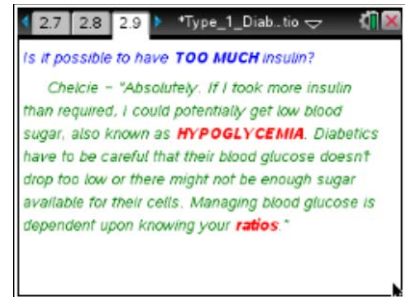 2.7 2.8 2.9 *Type_1_Diab...tio
Is it possible to have TOO MUCH insulin?
Chelcie - "Absolutely. If I took more insulin
than required, I could potentially get low blood
sugar, also known as HYPOGLYCEMIA. Diabetics
have to be careful that their blood glucose doesn't
drop too low or there might not be enough sugar
available for their cells. Managing blood glucose is
dependent upon knowing your ratios."